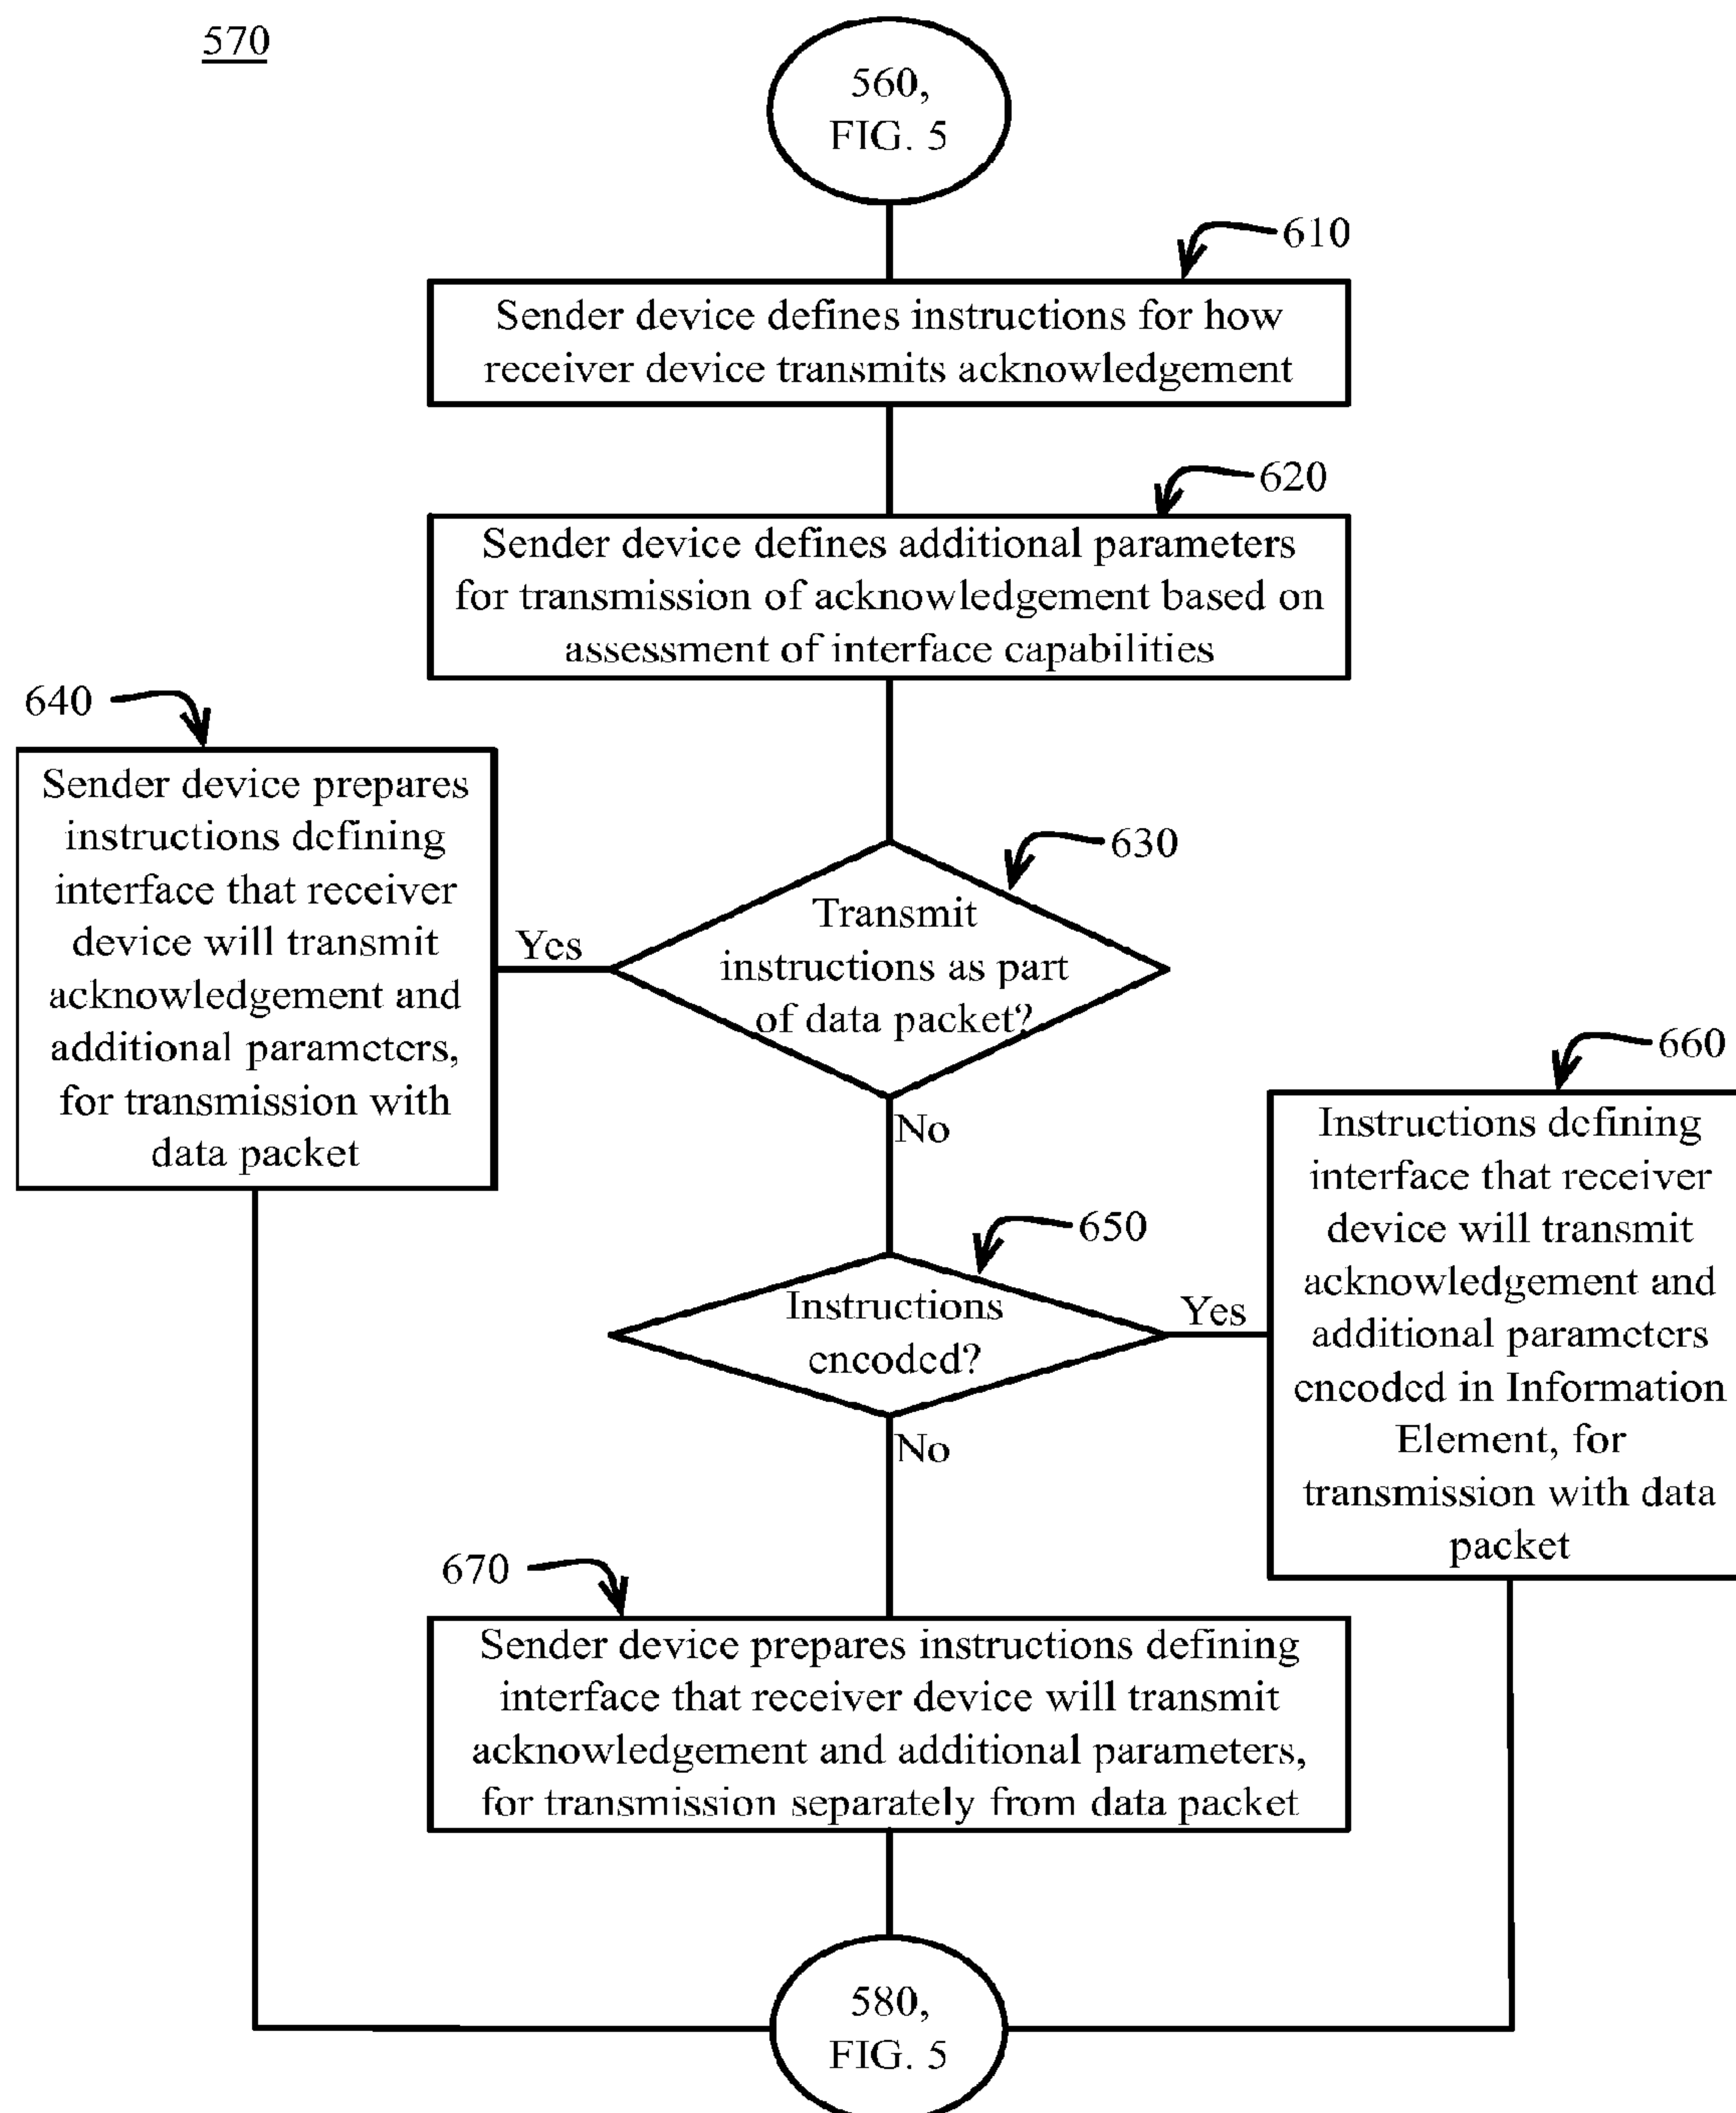 570
560,
FIG. 5
610
Sender device defines instructions for how
receiver device transmits acknowledgement
620
Sender device defines additional parameters
for transmission of acknowledgement based on
assessment of interface capabilities
640
Sender device prepares
instructions defining
interface that receiver
device will transmit
acknowledgement and
additional parameters,
for transmission with
data packet
630
Transmit
instructions as part
of data packet?
Yes
No
660
Instructions defining
interface that receiver
device will transmit
acknowledgement and
additional parameters
encoded in Information
Element, for
transmission with data
packet
650
Instructions
encoded?
Yes
No
670
Sender device prepares instructions defining
interface that receiver device will transmit
acknowledgement and additional parameters,
for transmission separately from data packet
580,
FIG. 5